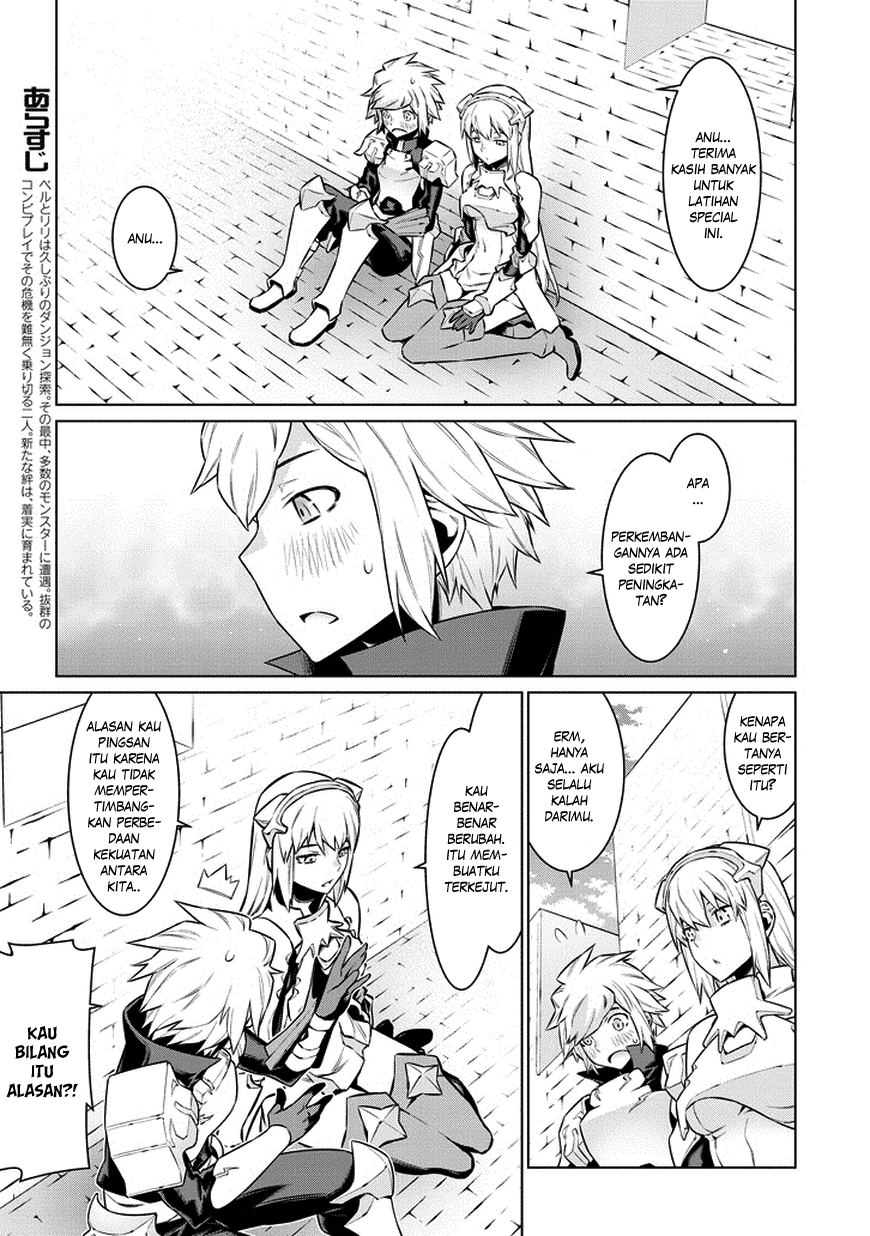 あらすじ
ベルとリリは久しぶりのダンジョン探索。その最中、多数のモンスターに遭遇。抜群の
コンビプレイでその危機を難無く乗り切る二人。新たな絆は、着実に育まれている。
ANU...
TERIMA
KASIH BANYAK
UNTUK
LATIHAN
SPECIAL
INI.
ANU...
APA
...
PERKEMBAN-
GANNYA ADA
SEDIKIT
PENINGKA-
TAN?
KENAPA
KAU BER-
TANYA
SEPERTI
ITU?
ERM,
HANYA
SAJA... AKU
SELALU
KALAH
DARIMU.
KAU
BENAR-
BENAR
BERUBAH.
ITU MEM-
BUATKU
TERKEJUT.
ALASAN KAU
PINGSAN
ITU KARENA
KAU TIDAK
MEMPER-
TIMBANG-
KAN PERBE-
DAAN
KEKUATAN
ANTARA
KITA..
KAU
BILANG
ITU
ALASAN?!